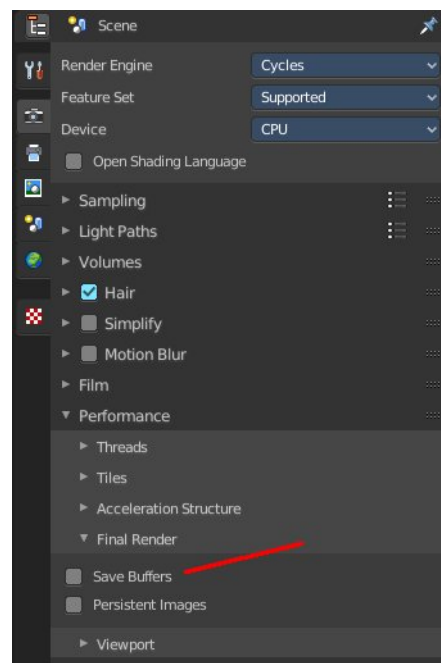 Scene
Render Engine Cycles
Feature Set Supported
Device CPU
Open Shading Language
Sampling
Light Paths
Volumes
Hair
Simplify
Motion Blur
Film
Performance
Threads
Tiles
Acceleration Structure
Final Render
Save Buffers
Persistent Images
Viewport